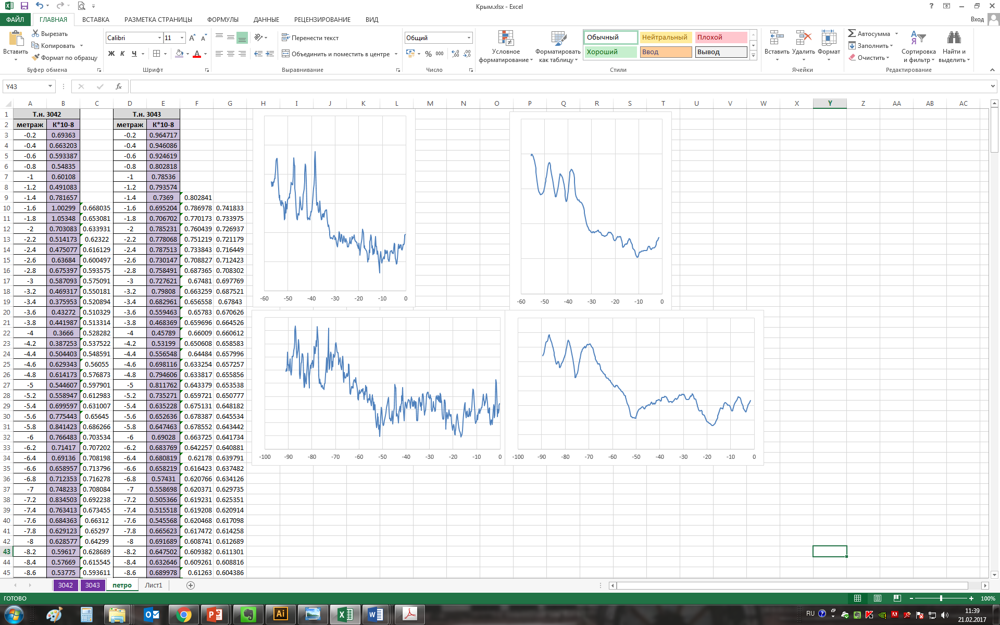 Крым.xlsx - Excel
ФАЙЛ ГЛАВНАЯ ВСТАВКА РАЗМЕТКА СТРАНИЦЫ ФОРМУЛЫ ДАННЫЕ РЕЦЕНЗИРОВАНИЕ ВИД Вход
Вставить
Вырезать
Копировать
Формат по образцу
Буфер обмена
Calibri 11
Ж К Ч
Шрифт
Перенести текст
Объединить и поместить в центре
Выравнивание
Общий
% 000
Число
Условное форматирование
Форматировать как таблицу
Обычный Нейтральный Плохой
Хороший Ввод Вывод
Стили
Вставить Удалить Формат
Ячейки
Автосумма
Заполнить
Очистить
Сортировка и фильтр
Найти и выделить
Редактирование
Y43
A B C D E F G H I J K L M N O P Q R S T U V W X Y Z AA AB AC
1 Т.н. 3042 Т.н. 3043
2 метраж К*10-8 метраж К*10-8
3 -0.2 0.69363 -0.2 0.964717
4 -0.4 0.663203 -0.4 0.946086
5 -0.6 0.593387 -0.6 0.924619
6 -0.8 0.54835 -0.8 0.802818
7 -1 0.60108 -1 0.78536
8 -1.2 0.491083 -1.2 0.793574
9 -1.4 0.781657 -1.4 0.7369 0.802841
10 -1.6 1.00299 0.668035 -1.6 0.695204 0.786978 0.741833
11 -1.8 1.05348 0.653081 -1.8 0.706702 0.770173 0.733975
12 -2 0.703083 0.633931 -2 0.785231 0.760439 0.726937
13 -2.2 0.514173 0.62322 -2.2 0.778068 0.751219 0.721179
14 -2.4 0.475077 0.616129 -2.4 0.787513 0.733843 0.716449
15 -2.6 0.63684 0.600497 -2.6 0.730147 0.708827 0.712423
16 -2.8 0.675397 0.593575 -2.8 0.758491 0.687365 0.708302
17 -3 0.587093 0.575091 -3 0.727621 0.67481 0.697769
18 -3.2 0.469317 0.550181 -3.2 0.79808 0.663259 0.687521
19 -3.4 0.375953 0.520894 -3.4 0.682961 0.656558 0.67843
20 -3.6 0.43272 0.510329 -3.6 0.559463 0.65783 0.670626
21 -3.8 0.441987 0.513314 -3.8 0.468369 0.659696 0.664526
22 -4 0.3666 0.528282 -4 0.45789 0.66009 0.660612
23 -4.2 0.387253 0.537522 -4.2 0.53199 0.650608 0.658583
24 -4.4 0.504403 0.548591 -4.4 0.556548 0.64484 0.657996
25 -4.6 0.629343 0.56055 -4.6 0.698116 0.633254 0.657257
26 -4.8 0.614173 0.576873 -4.8 0.794606 0.633817 0.655856
27 -5 0.544607 0.597901 -5 0.811762 0.643379 0.653538
28 -5.2 0.558947 0.612983 -5.2 0.735271 0.659721 0.650777
29 -5.4 0.699597 0.631007 -5.4 0.635228 0.675131 0.648182
30 -5.6 0.775443 0.65645 -5.6 0.652636 0.678387 0.645534
31 -5.8 0.841423 0.686266 -5.8 0.647463 0.678552 0.643442
32 -6 0.766483 0.703534 -6 0.69028 0.663725 0.641734
33 -6.2 0.71417 0.707202 -6.2 0.683769 0.642257 0.640881
34 -6.4 0.69136 0.708198 -6.4 0.680819 0.62178 0.639791
35 -6.6 0.658957 0.713796 -6.6 0.658219 0.616423 0.637482
36 -6.8 0.712353 0.716278 -6.8 0.57431 0.620766 0.634126
37 -7 0.748233 0.708084 -7 0.558698 0.620371 0.629735
38 -7.2 0.834503 0.692238 -7.2 0.505366 0.619231 0.625351
39 -7.4 0.763413 0.673455 -7.4 0.515518 0.619208 0.620914
40 -7.6 0.684363 0.66312 -7.6 0.545568 0.620468 0.617098
41 -7.8 0.629123 0.65297 -7.8 0.665623 0.617472 0.614258
42 -8 0.628577 0.64299 -8 0.691689 0.608741 0.612689
43 -8.2 0.59617 0.628689 -8.2 0.647502 0.609382 0.611301
44 -8.4 0.57669 0.615545 -8.4 0.632646 0.609261 0.608816
45 -8.6 0.53775 0.593611 -8.6 0.689978 0.61263 0.604386
-60 -50 -40 -30 -20 -10 0
-60 -50 -40 -30 -20 -10 0
-100 -90 -80 -70 -60 -50 -40 -30 -20 -10 0
-100 -90 -80 -70 -60 -50 -40 -30 -20 -10 0
3042 3043 петро Лист1
ГОТОВО 100%
RU 11:39
21.02.2017